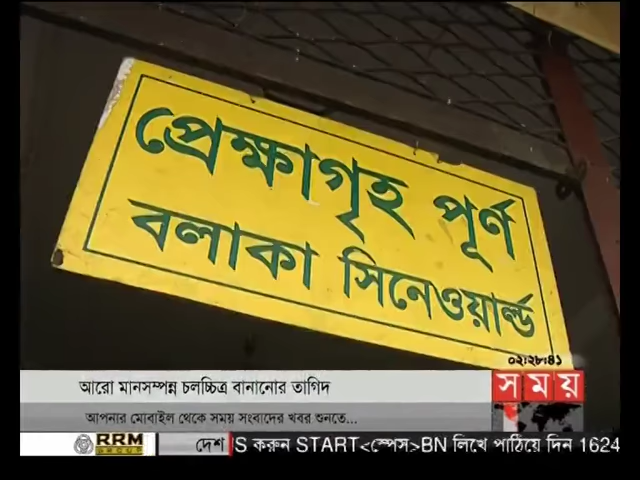 প্রেক্ষাগৃহ পূর্ণ
বলাকা সিনেওয়ার্ল্ড
০২:২৮:৪১
আরো মানসম্পন্ন চলচ্চিত্র বানানোর তাগিদ
সময়
আপনার মোবাইল থেকে সময় সংবাদের খবর শুনতে...
RRM
GROUP
দেশ
S করুন START<স্পেস>BN লিখে পাঠিয়ে দিন 1624